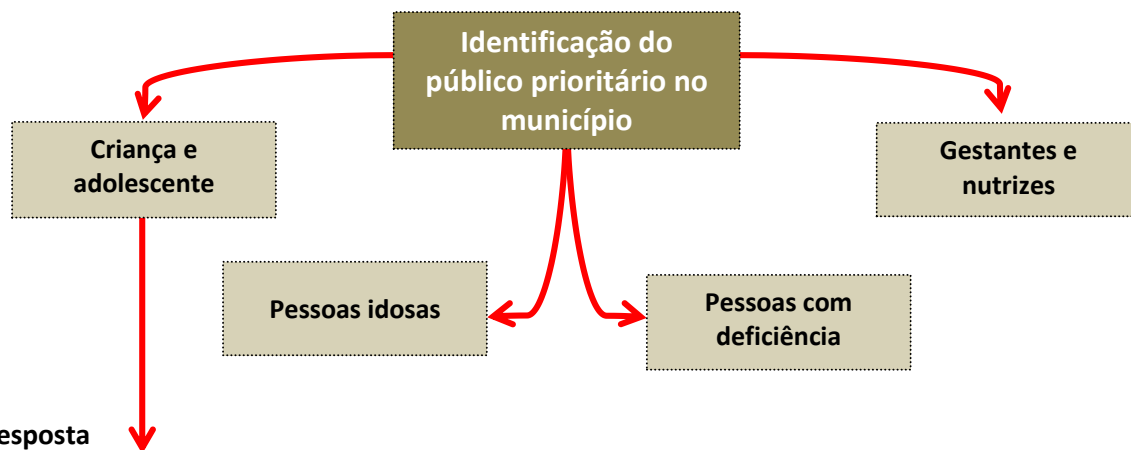 Identificação do
público prioritário no
município
Criança e
adolescente
Gestantes e
nutrizes
Pessoas idosas
Pessoas com
deficiência
esposta